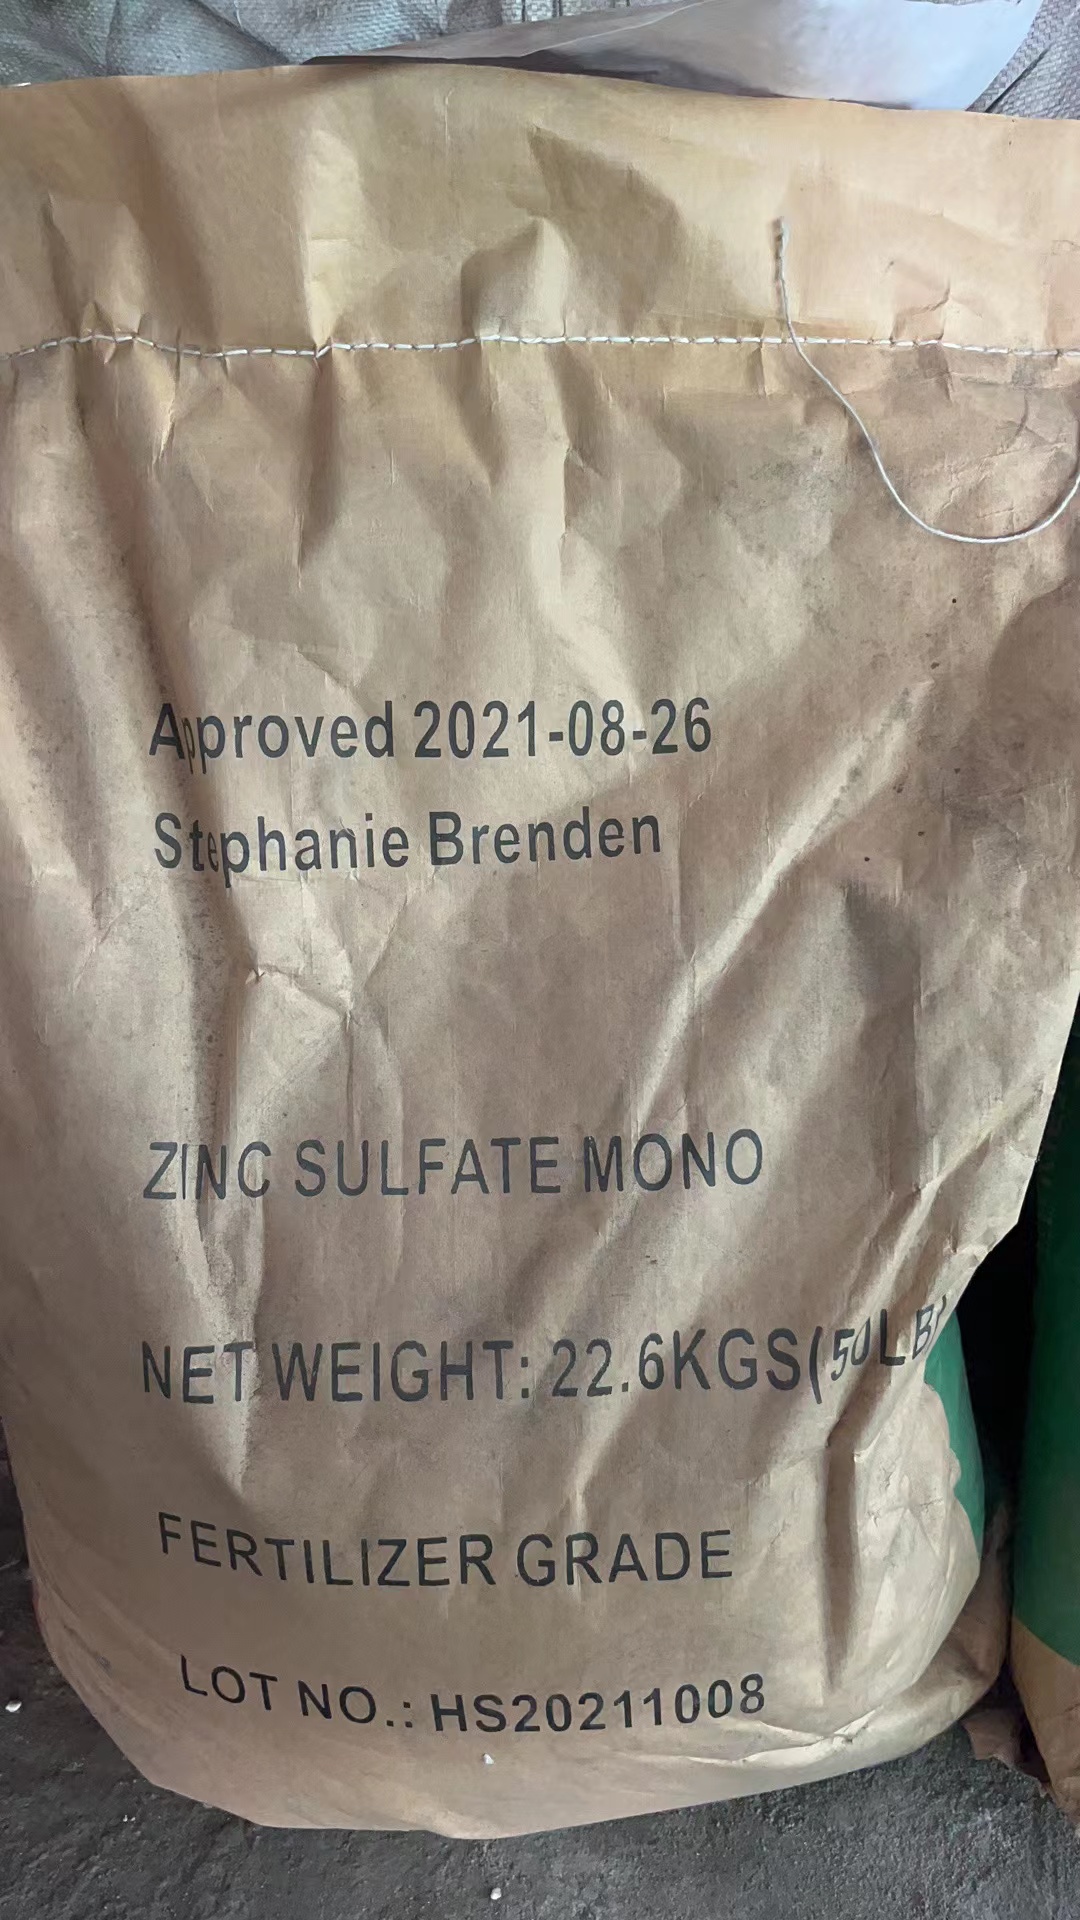 Approved 2021-08-26
Stephanie Brenden
ZINC SULFATE MONO
NET WEIGHT: 22.6KGS(50LB)
FERTILIZER GRADE
LOT NO.: HS20211008